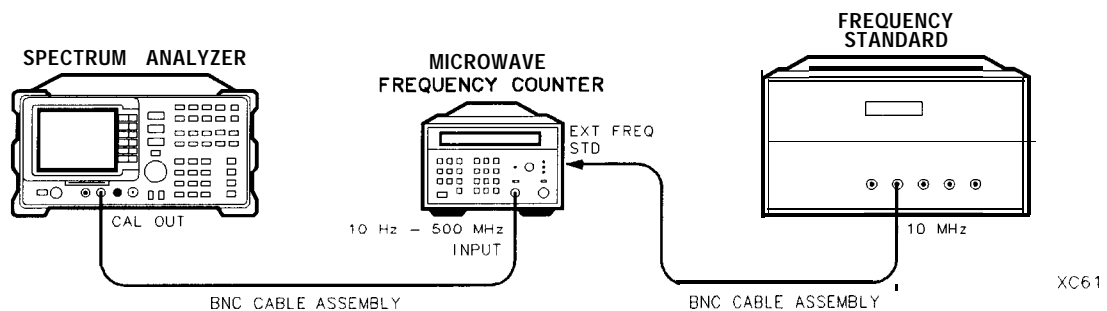 SPECTRUM ANALYZER
CAL OUT
MICROWAVE
FREQUENCY COUNTER
EXT FREQ
STD
10 Hz – 500 MHz
INPUT
FREQUENCY
STANDARD
10 MHz
BNC CABLE ASSEMBLY
BNC CABLE ASSEMBLY
XC61